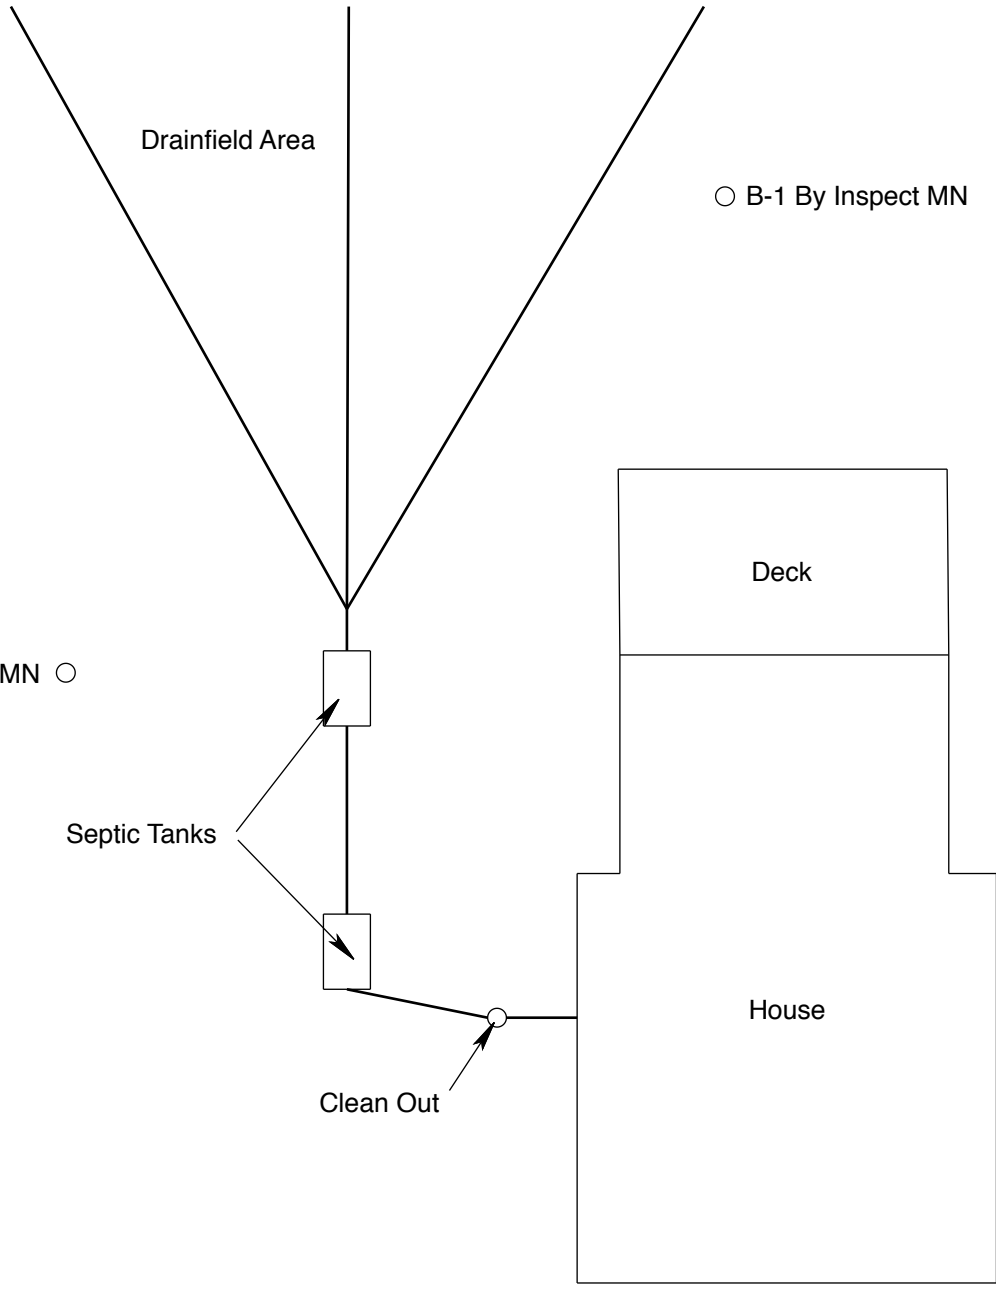 Drainfield Area
B-1 By Inspect MN
Deck
MN
Septic Tanks
House
Clean Out